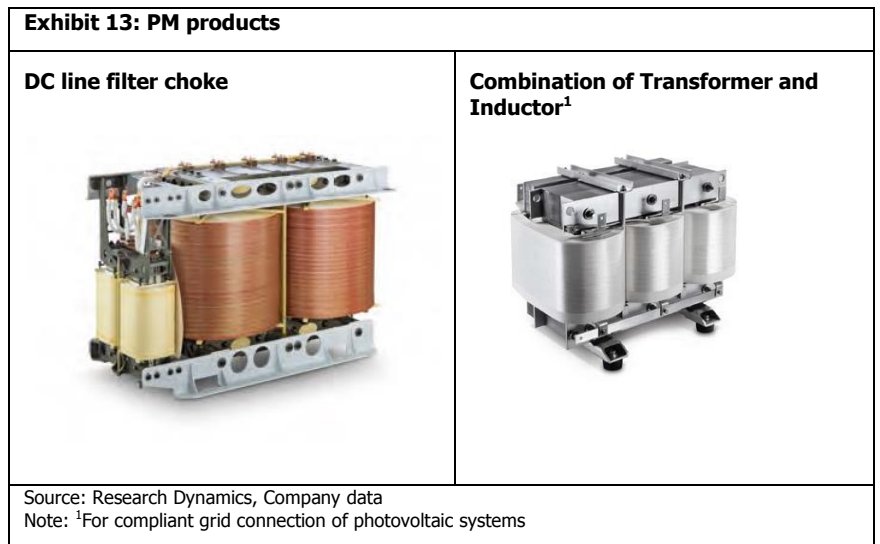 Exhibit 13: PM products
DC line filter choke
Combination of Transformer and
Inductor¹
Source: Research Dynamics, Company data
Note: ¹For compliant grid connection of photovoltaic systems